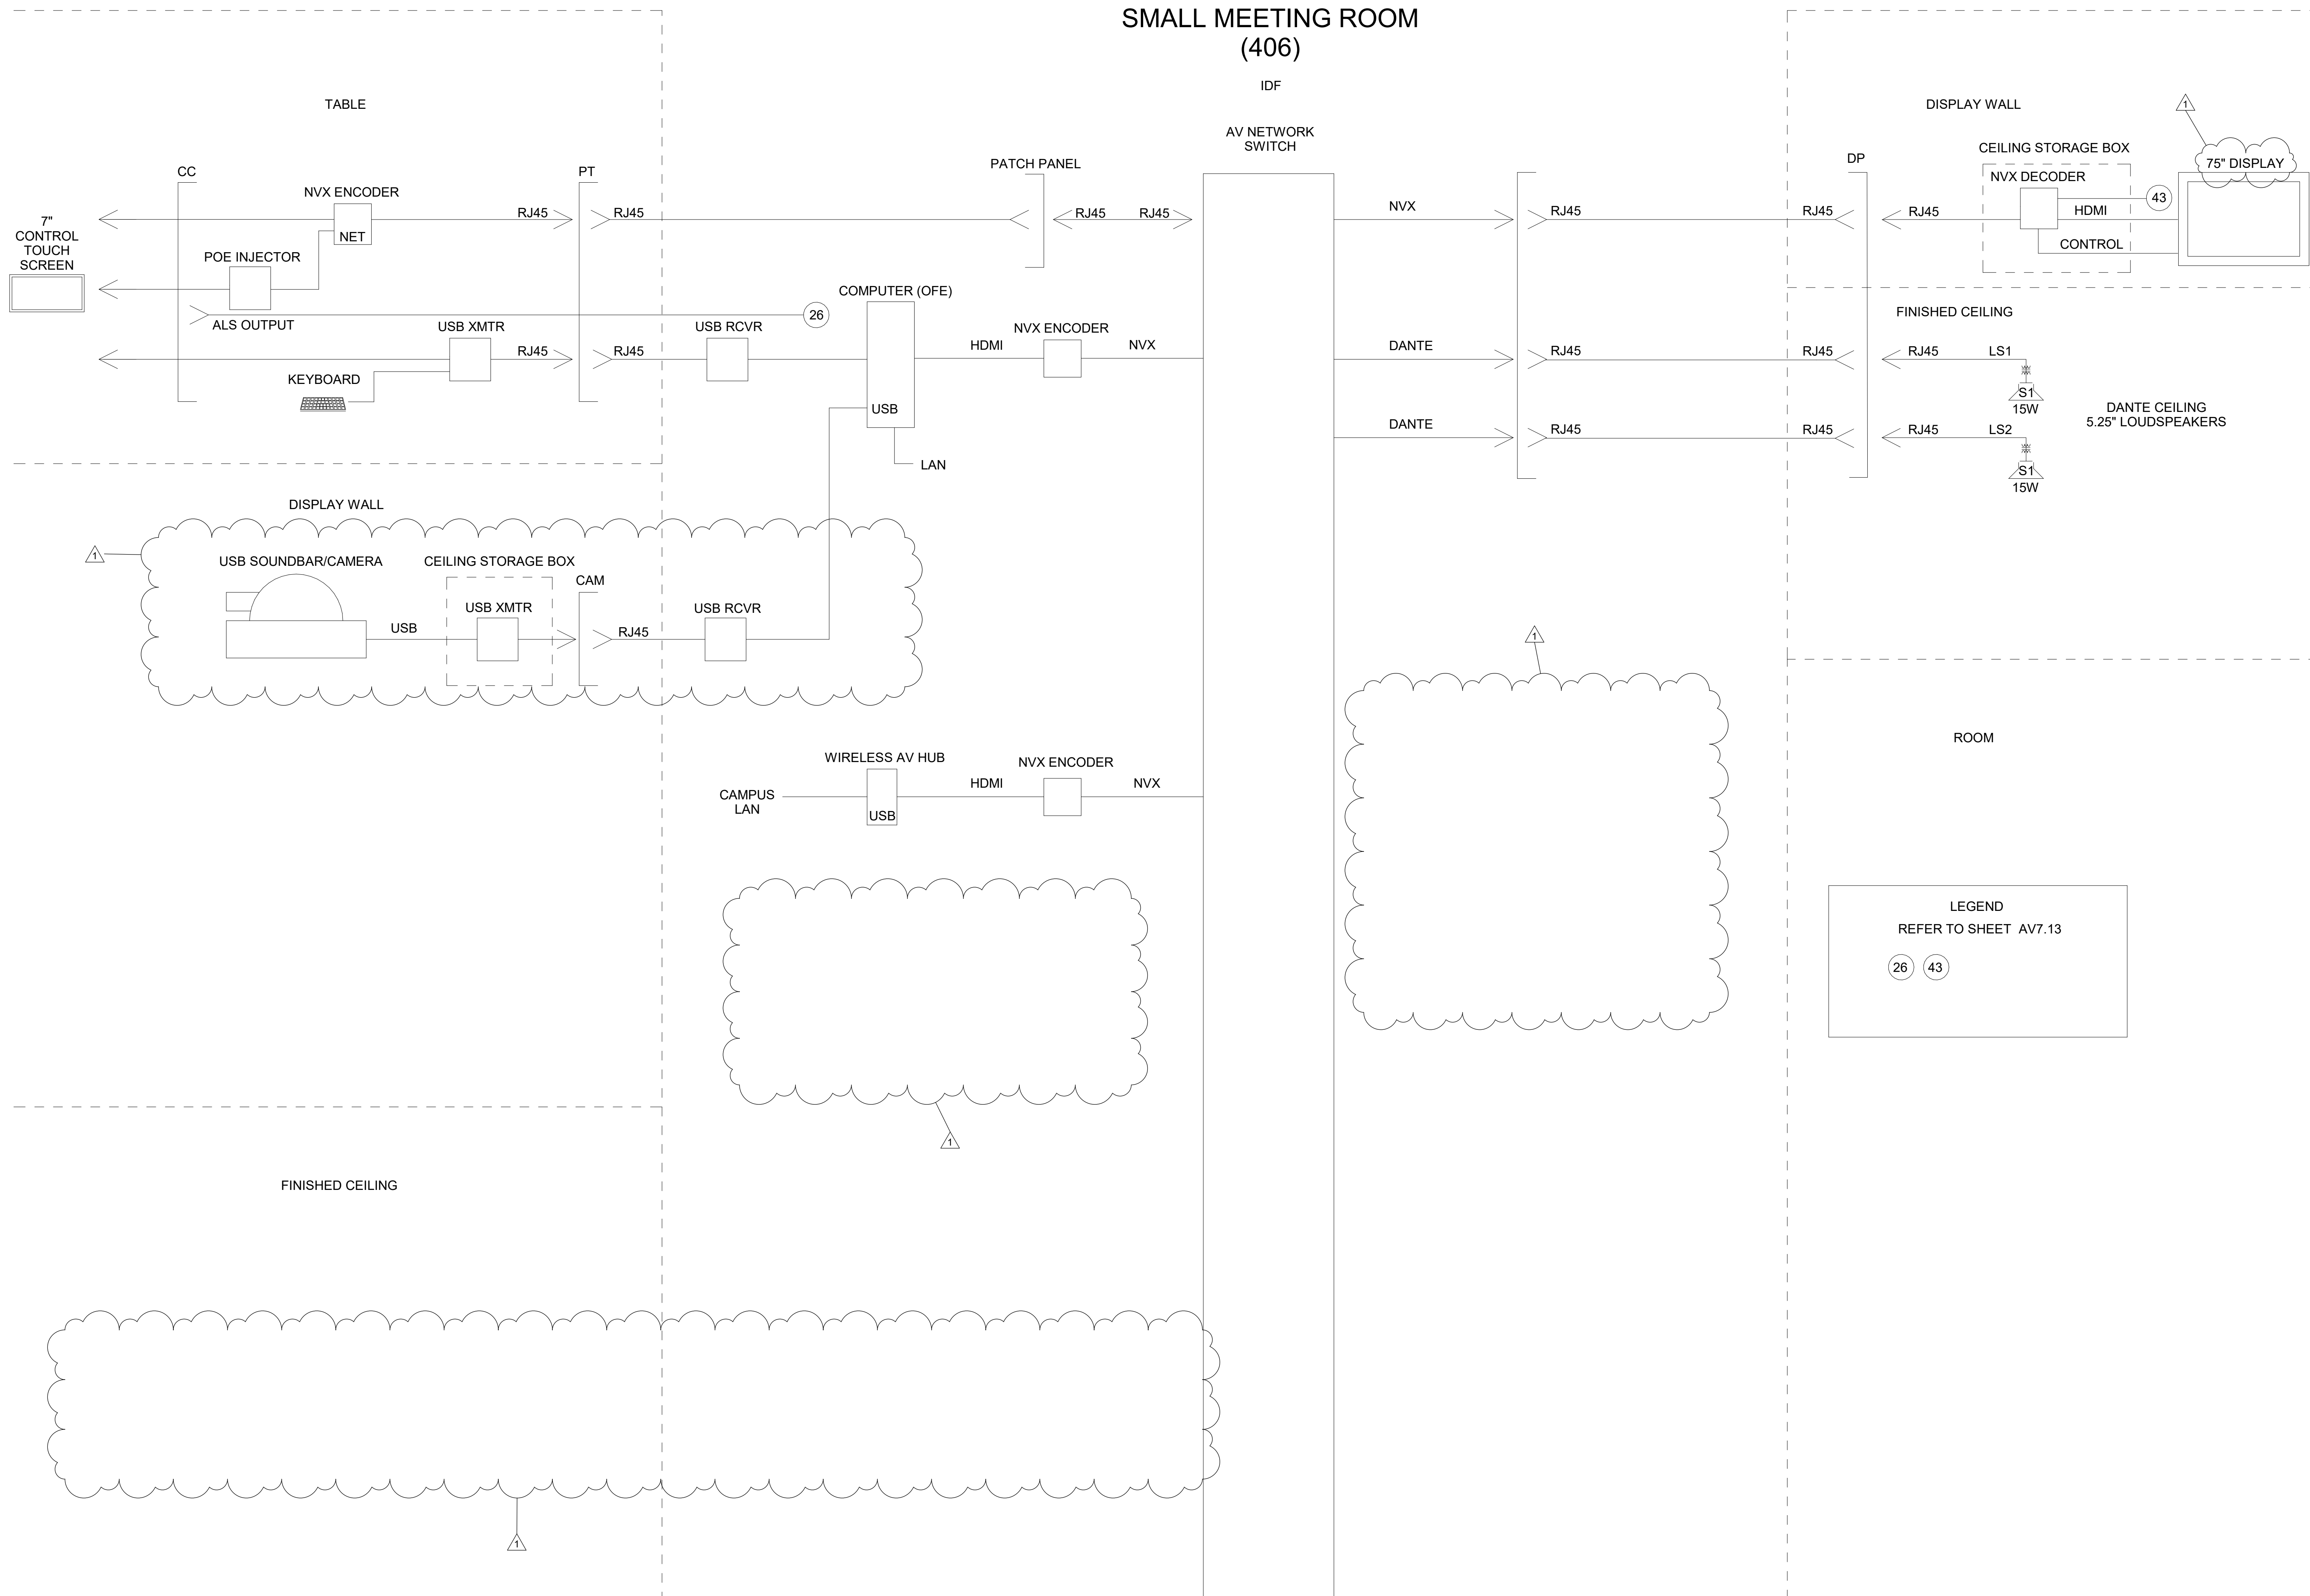 SMALL MEETING ROOM
(406)
IDF
TABLE
DISPLAY WALL
1
AV NETWORK
SWITCH
CEILING STORAGE BOX
75" DISPLAY
CC
PT
PATCH PANEL
DP
NVX DECODER
NVX ENCODER
NET
RJ45
RJ45
RJ45
RJ45
NVX
RJ45
RJ45
RJ45
43
HDMI
CONTROL
7"
CONTROL
TOUCH
SCREEN
POE INJECTOR
ALS OUTPUT
26
COMPUTER (OFE)
USB XMTR
RJ45
RJ45
USB RCVR
HDMI
NVX ENCODER
NVX
KEYBOARD
USB
LAN
FINISHED CEILING
DANTE
RJ45
RJ45
RJ45
LS1
S1
15W
DANTE CEILING
5.25" LOUDSPEAKERS
DANTE
RJ45
RJ45
RJ45
LS2
S1
15W
DISPLAY WALL
1
USB SOUNDBAR/CAMERA
CEILING STORAGE BOX
CAM
USB
USB XMTR
RJ45
USB RCVR
1
ROOM
WIRELESS AV HUB
CAMPUS
LAN
USB
HDMI
NVX ENCODER
NVX
LEGEND
REFER TO SHEET AV7.13
26 43
1
FINISHED CEILING
1